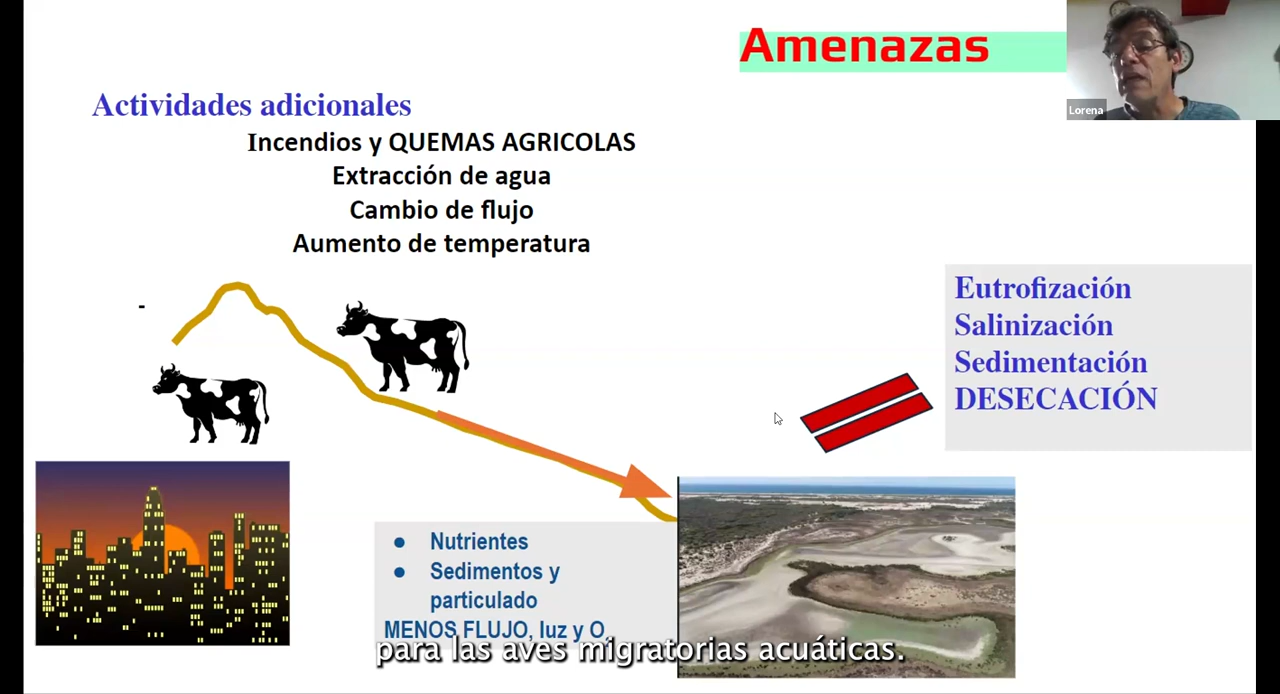 Amenazas
Lorena
Actividades adicionales
Incendios y QUEMAS AGRICOLAS
Extracción de agua
Cambio de flujo
Aumento de temperatura
-
Eutrofización
Salinización
Sedimentación
DESECACIÓN
● Nutrientes
● Sedimentos y
particulado
MENOS FLUJO, luz y O
para las aves migratorias acuáticas.